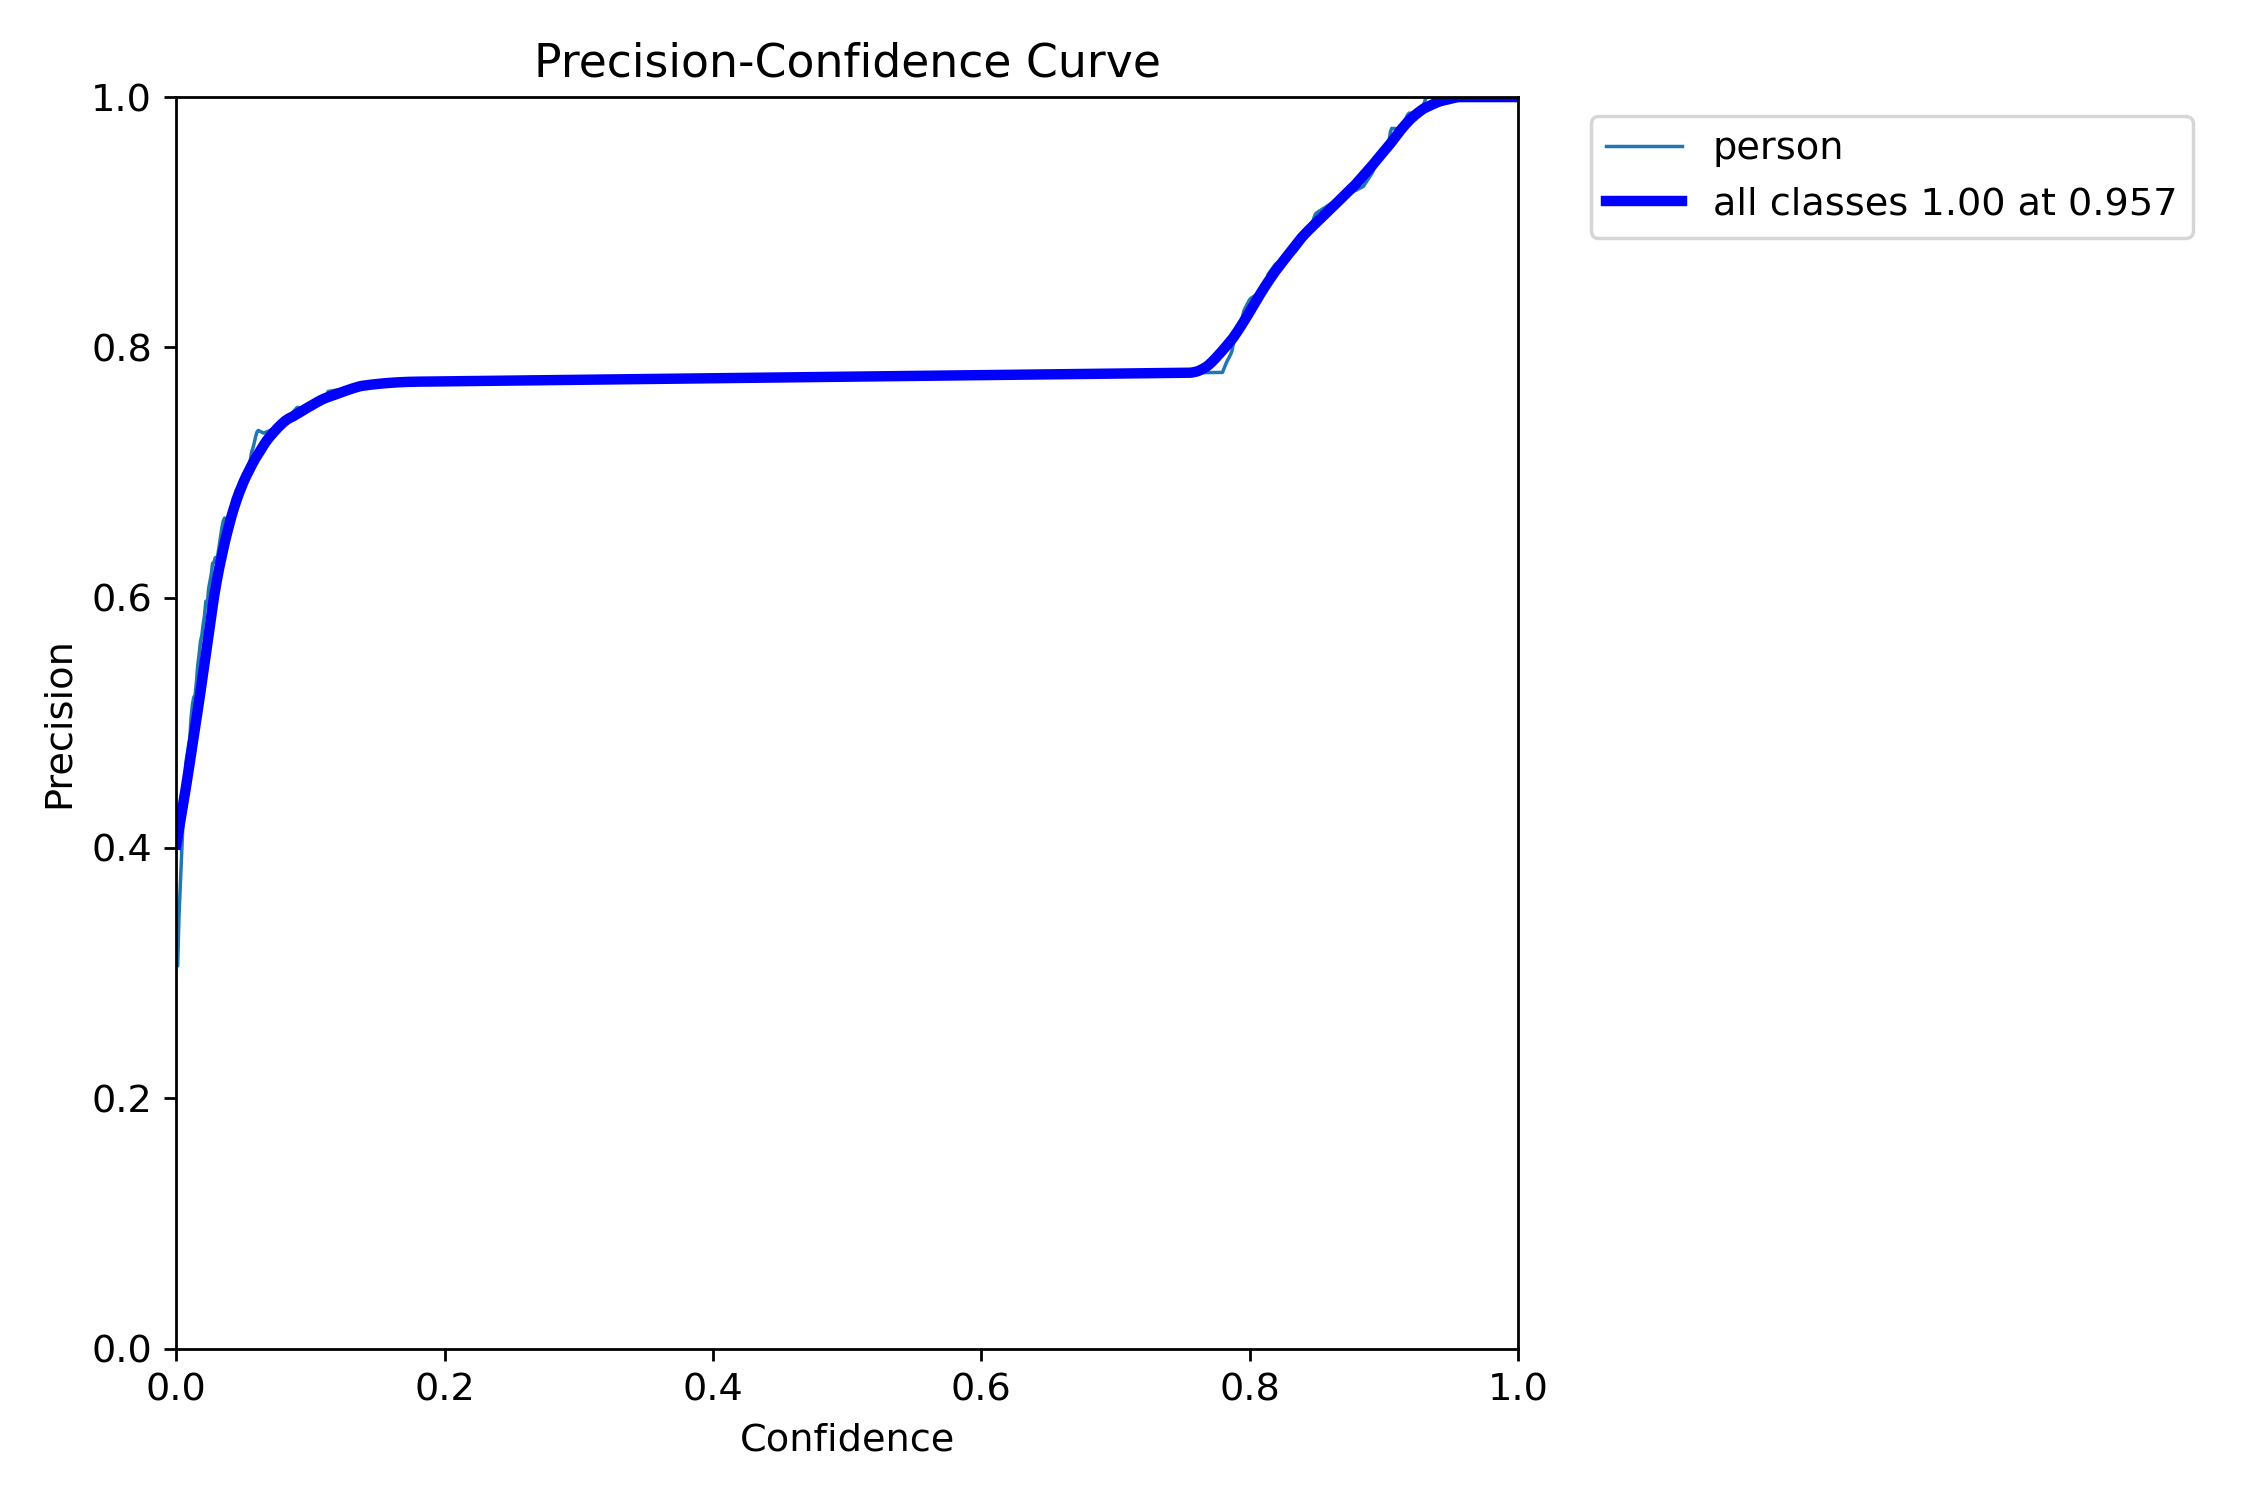 Precision-Confidence Curve
1.0
0.8
0.6
0.4
0.2
0.0
Precision
0.0 0.2 0.4 0.6 0.8 1.0
Confidence
person
all classes 1.00 at 0.957